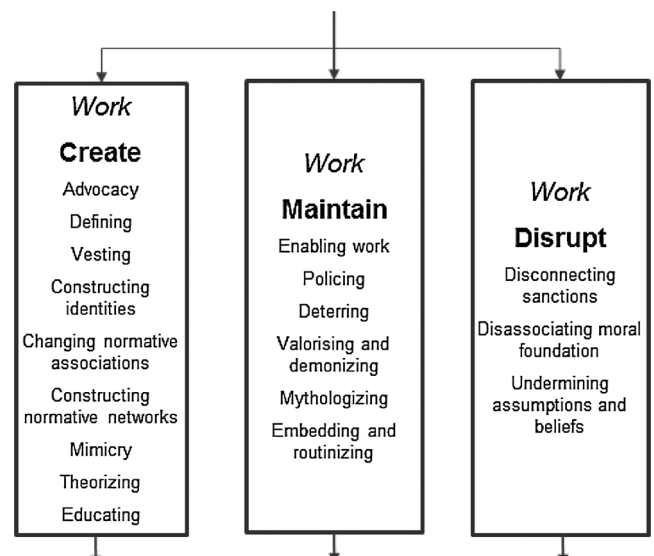 Work
Create
Advocacy
Defining
Vesting
Constructing
identities
Changing normative
associations
Constructing
normative networks
Mimicry
Theorizing
Educating
Work
Maintain
Enabling work
Policing
Deterring
Valorising and
demonizing
Mythologizing
Embedding and
routinizing
Work
Disrupt
Disconnecting
sanctions
Disassociating moral
foundation
Undermining
assumptions and
beliefs